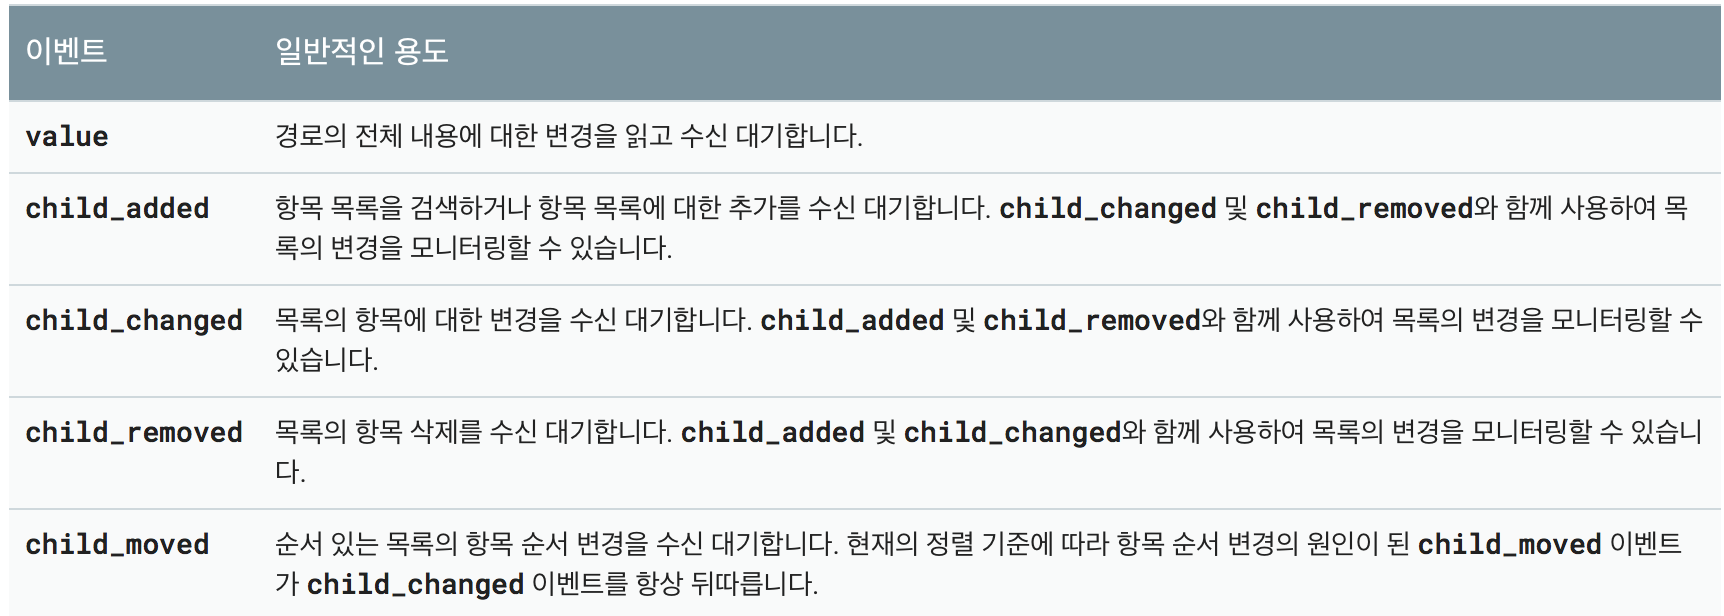 이벤트 일반적인 용도
value 경로의 전체 내용에 대한 변경을 읽고 수신 대기합니다.
child_added 항목 목록을 검색하거나 항목 목록에 대한 추가를 수신 대기합니다. child_changed 및 child_removed와 함께 사용하여 목
록의 변경을 모니터링할 수 있습니다.
child_changed 목록의 항목에 대한 변경을 수신 대기합니다. child_added 및 child_removed와 함께 사용하여 목록의 변경을 모니터링할 수
있습니다.
child_removed 목록의 항목 삭제를 수신 대기합니다. child_added 및 child_changed와 함께 사용하여 목록의 변경을 모니터링할 수 있습니
다.
child_moved 순서 있는 목록의 항목 순서 변경을 수신 대기합니다. 현재의 정렬 기준에 따라 항목 순서 변경의 원인이 된 child_moved 이벤트
가 child_changed 이벤트를 항상 뒤따릅니다.